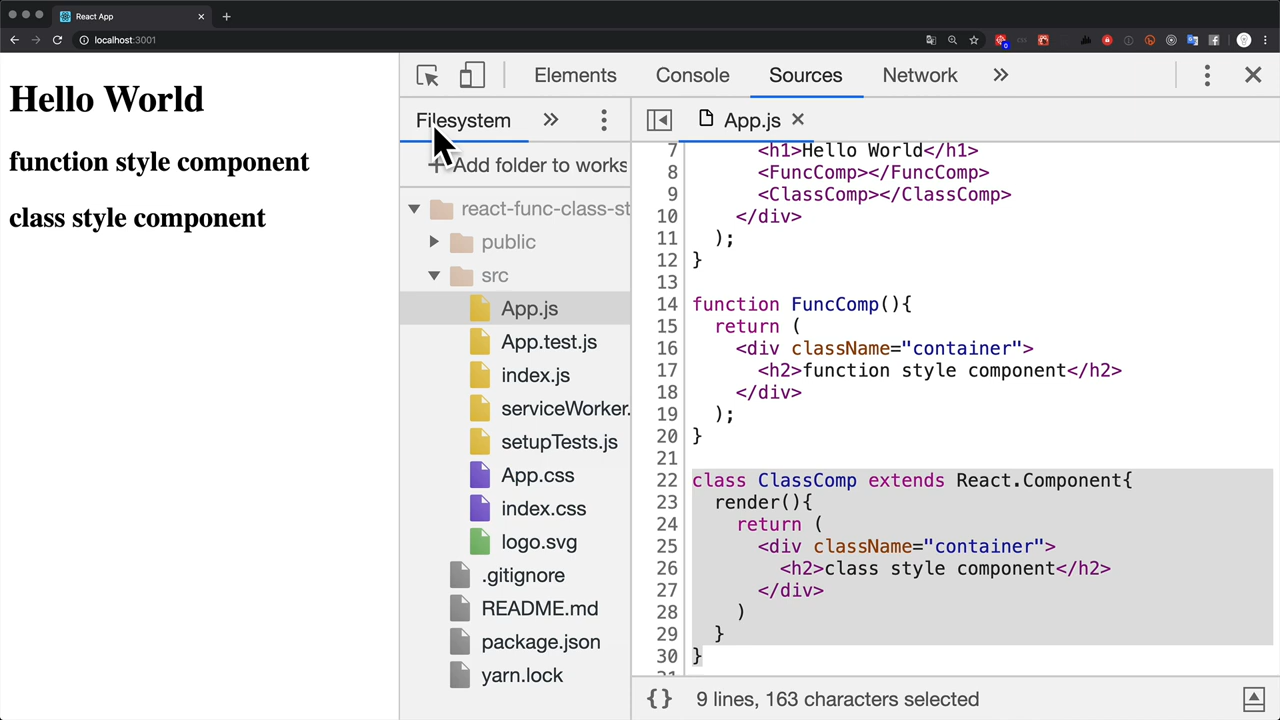 React App
localhost:3001
Hello World
function style component
class style component
Elements
Console
Sources
Network
Filesystem
App.js
+ Add folder to works
react-func-class-st
public
src
App.js
App.test.js
index.js
serviceWorker.
setupTests.js
App.css
index.css
logo.svg
.gitignore
README.md
package.json
yarn.lock
7 <h1>Hello World</h1>
8 <FuncComp></FuncComp>
9 <ClassComp></ClassComp>
10 </div>
11 );
12 }
13
14 function FuncComp(){
15 return (
16 <div className="container">
17 <h2>function style component</h2>
18 </div>
19 );
20 }
21
22 class ClassComp extends React.Component{
23 render(){
24 return (
25 <div className="container">
26 <h2>class style component</h2>
27 </div>
28 )
29 }
30 }
{} 9 lines, 163 characters selected